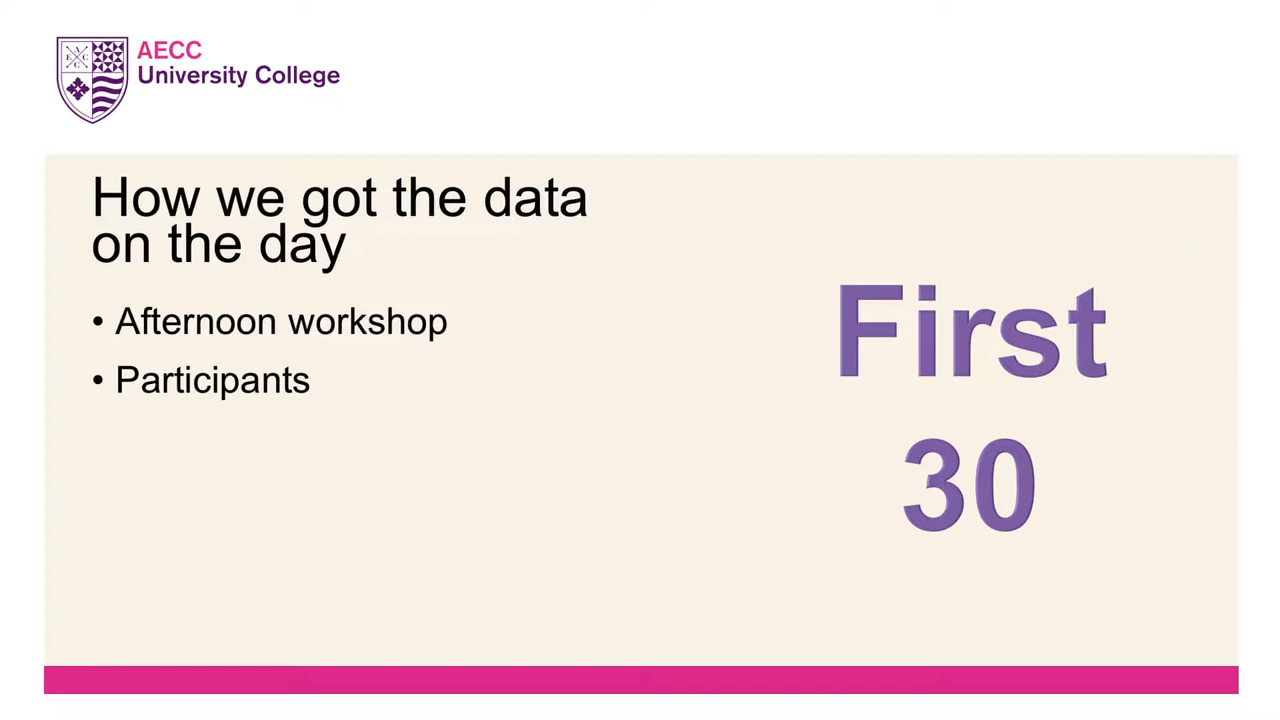 AECC
University College
How we got the data
on the day
• Afternoon workshop
• Participants
First
30